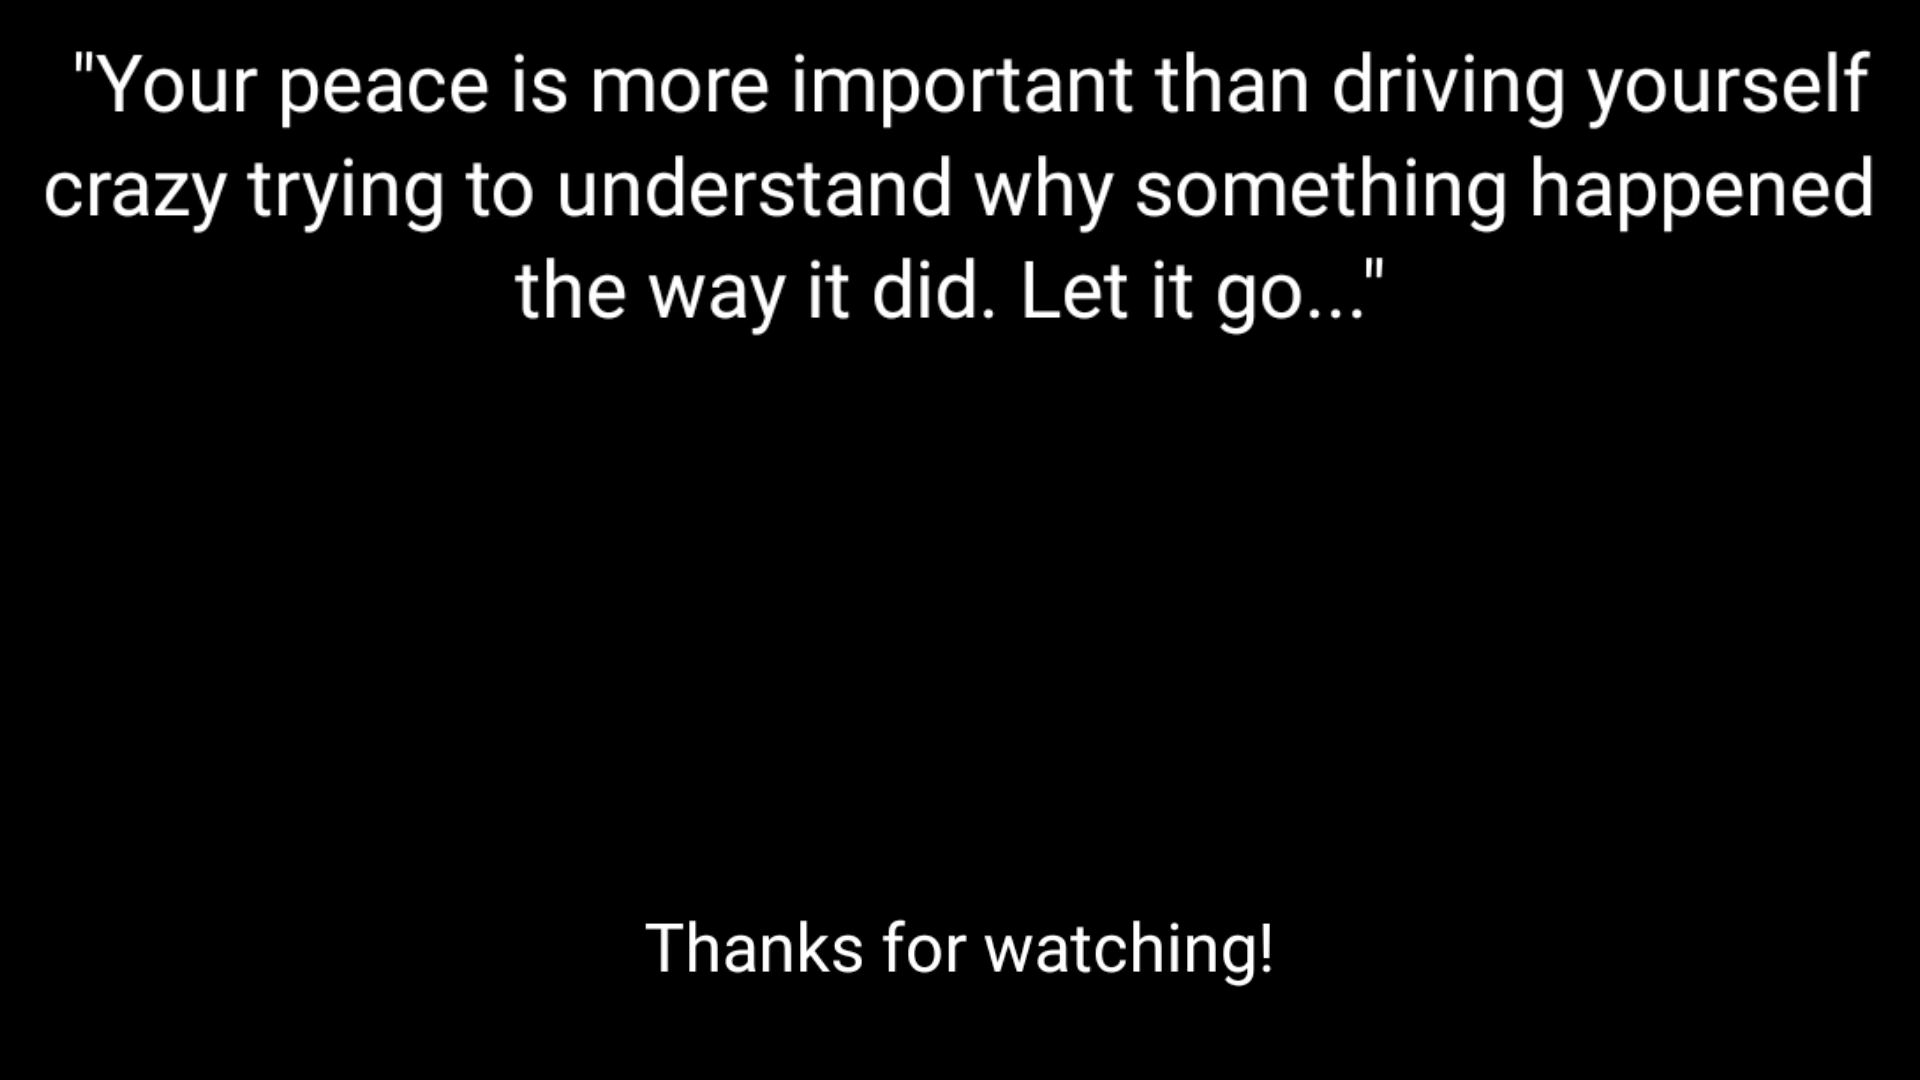 "Your peace is more important than driving yourself
crazy trying to understand why something happened
the way it did. Let it go..."
Thanks for watching!